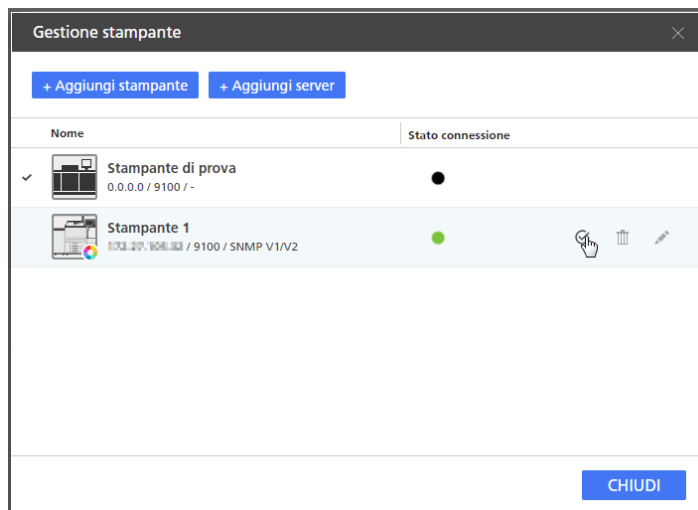 Gestione stampante
+ Aggiungi stampante + Aggiungi server
Nome Stato connessione
Stampante di prova
0.0.0.0 / 9100 / -
Stampante 1
/ 9100 / SNMP V1/V2
CHIUDI